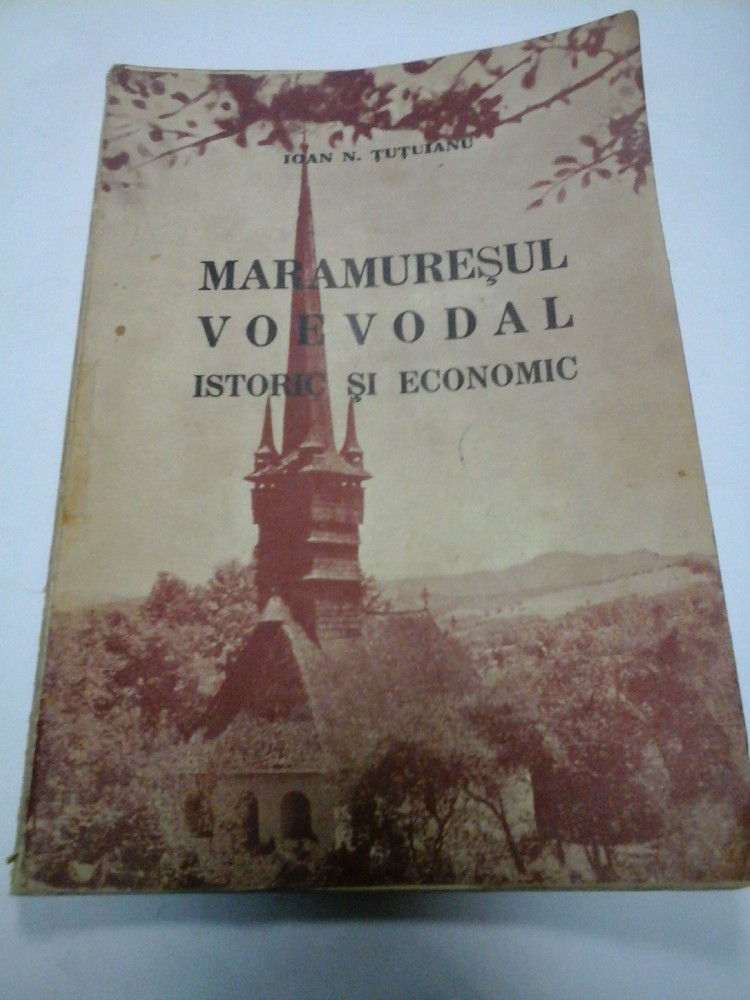 IOAN N. ȚUȚUIANU
MARAMUREȘUL
VOEVODAL
ISTORIC ȘI ECONOMIC